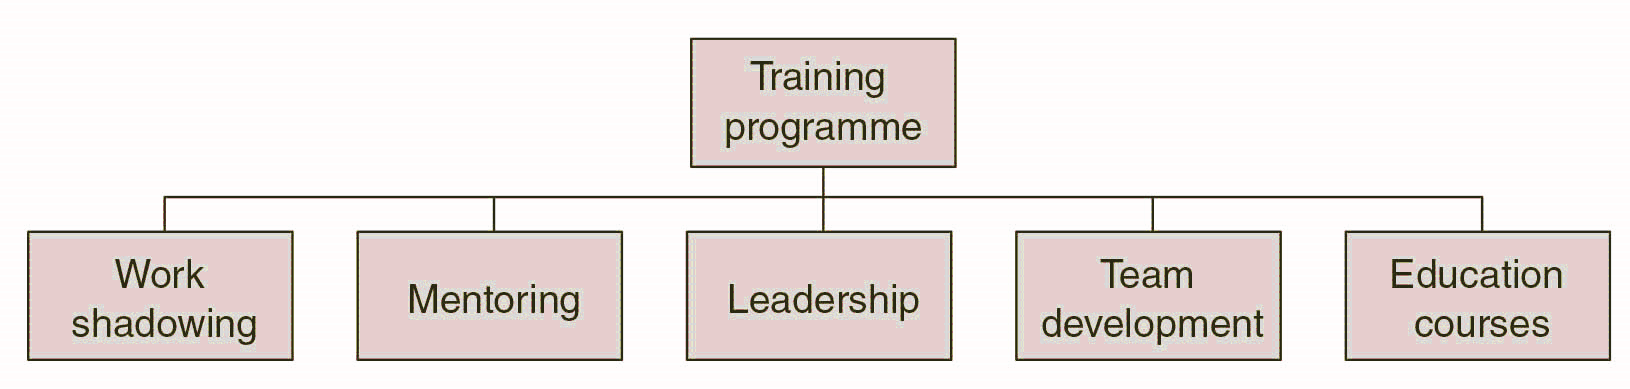 Training
programme
Work
shadowing
Mentoring
Leadership
Team
development
Education
courses